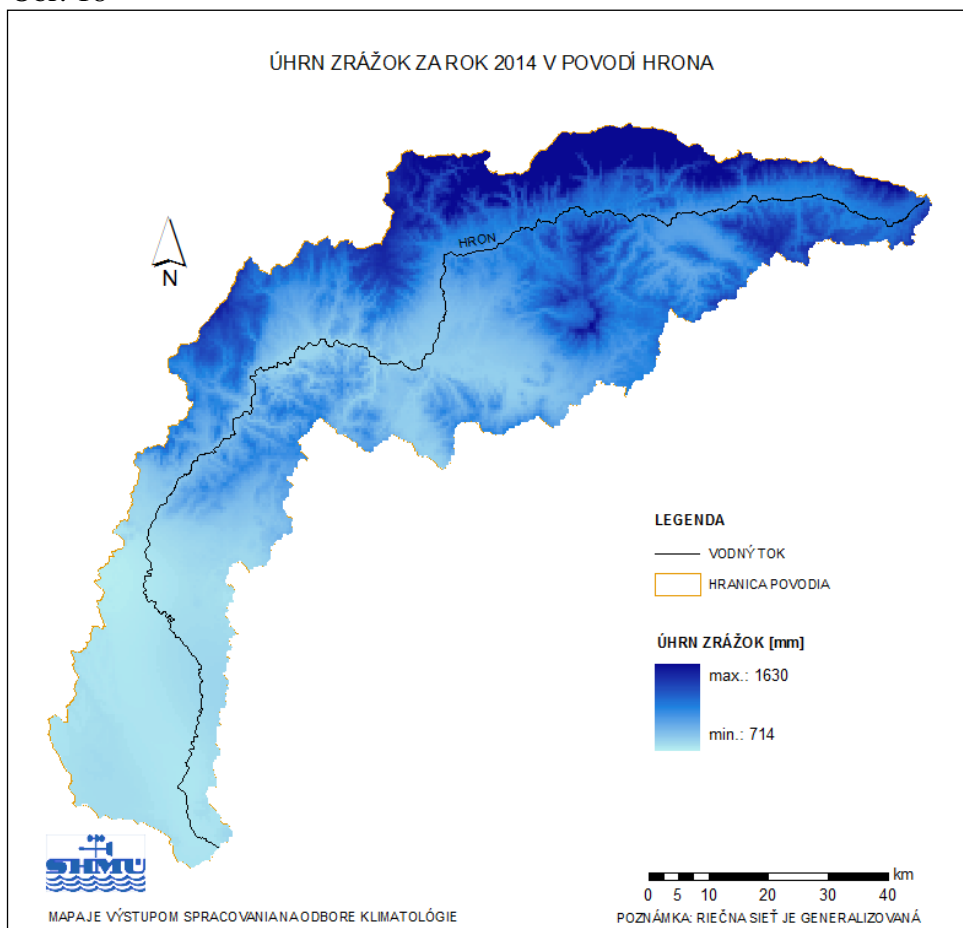 ÚHRN ZRÁŽOK ZA ROK 2014 V POVODÍ HRONA
HRON
N
LEGENDA
VODNÝ TOK
HRANICA POVODIA
ÚHRN ZRÁŽOK [mm]
max.: 1630
min.: 714
SHMÚ
km
0 5 10 20 30 40
MAPA JE VÝSTUPOM SPRACOVANIA NA ODBORE KLIMATOLÓGIE
POZNÁMKA: RIEČNA SIEŤ JE GENERALIZOVANÁ